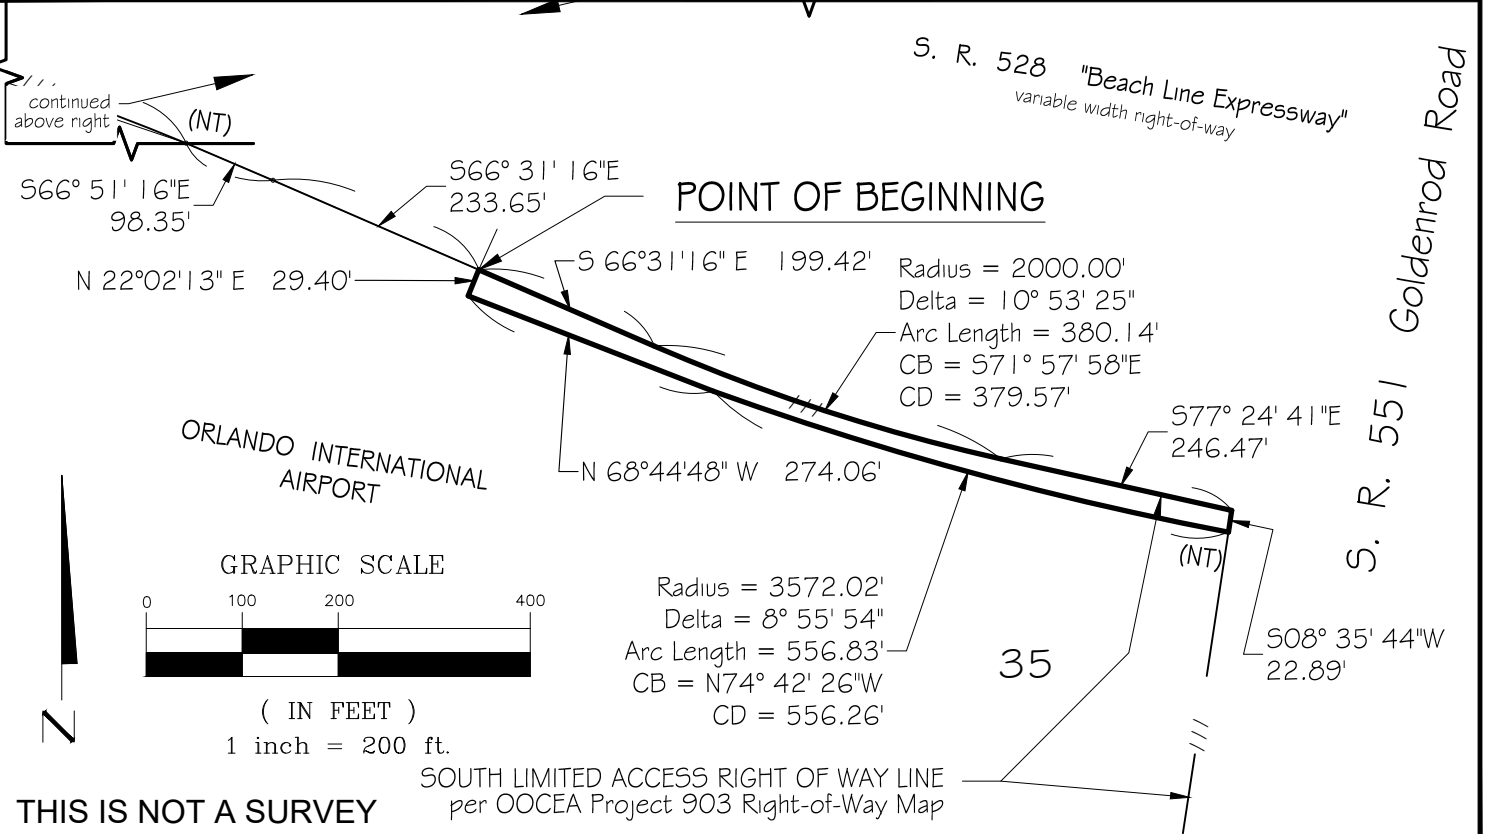 S. R. 528 "Beach Line Expressway"
variable width right-of-way
S. R. 551 Goldenrod Road
continued
above right
(NT)
S66° 51' 16"E
98.35'
S66° 31' 16"E
233.65'
POINT OF BEGINNING
N 22°02'13" E 29.40'
S 66°31'16" E 199.42'
Radius = 2000.00'
Delta = 10° 53' 25"
Arc Length = 380.14'
CB = S71° 57' 58"E
CD = 379.57'
S77° 24' 41"E
246.47'
ORLANDO INTERNATIONAL
AIRPORT
N 68°44'48" W 274.06'
(NT)
GRAPHIC SCALE
0 100 200 400
( IN FEET )
1 inch = 200 ft.
N
Radius = 3572.02'
Delta = 8° 55' 54"
Arc Length = 556.83'
CB = N74° 42' 26"W
CD = 556.26'
35
S08° 35' 44"W
22.89'
SOUTH LIMITED ACCESS RIGHT OF WAY LINE
per OOCEA Project 903 Right-of-Way Map
THIS IS NOT A SURVEY